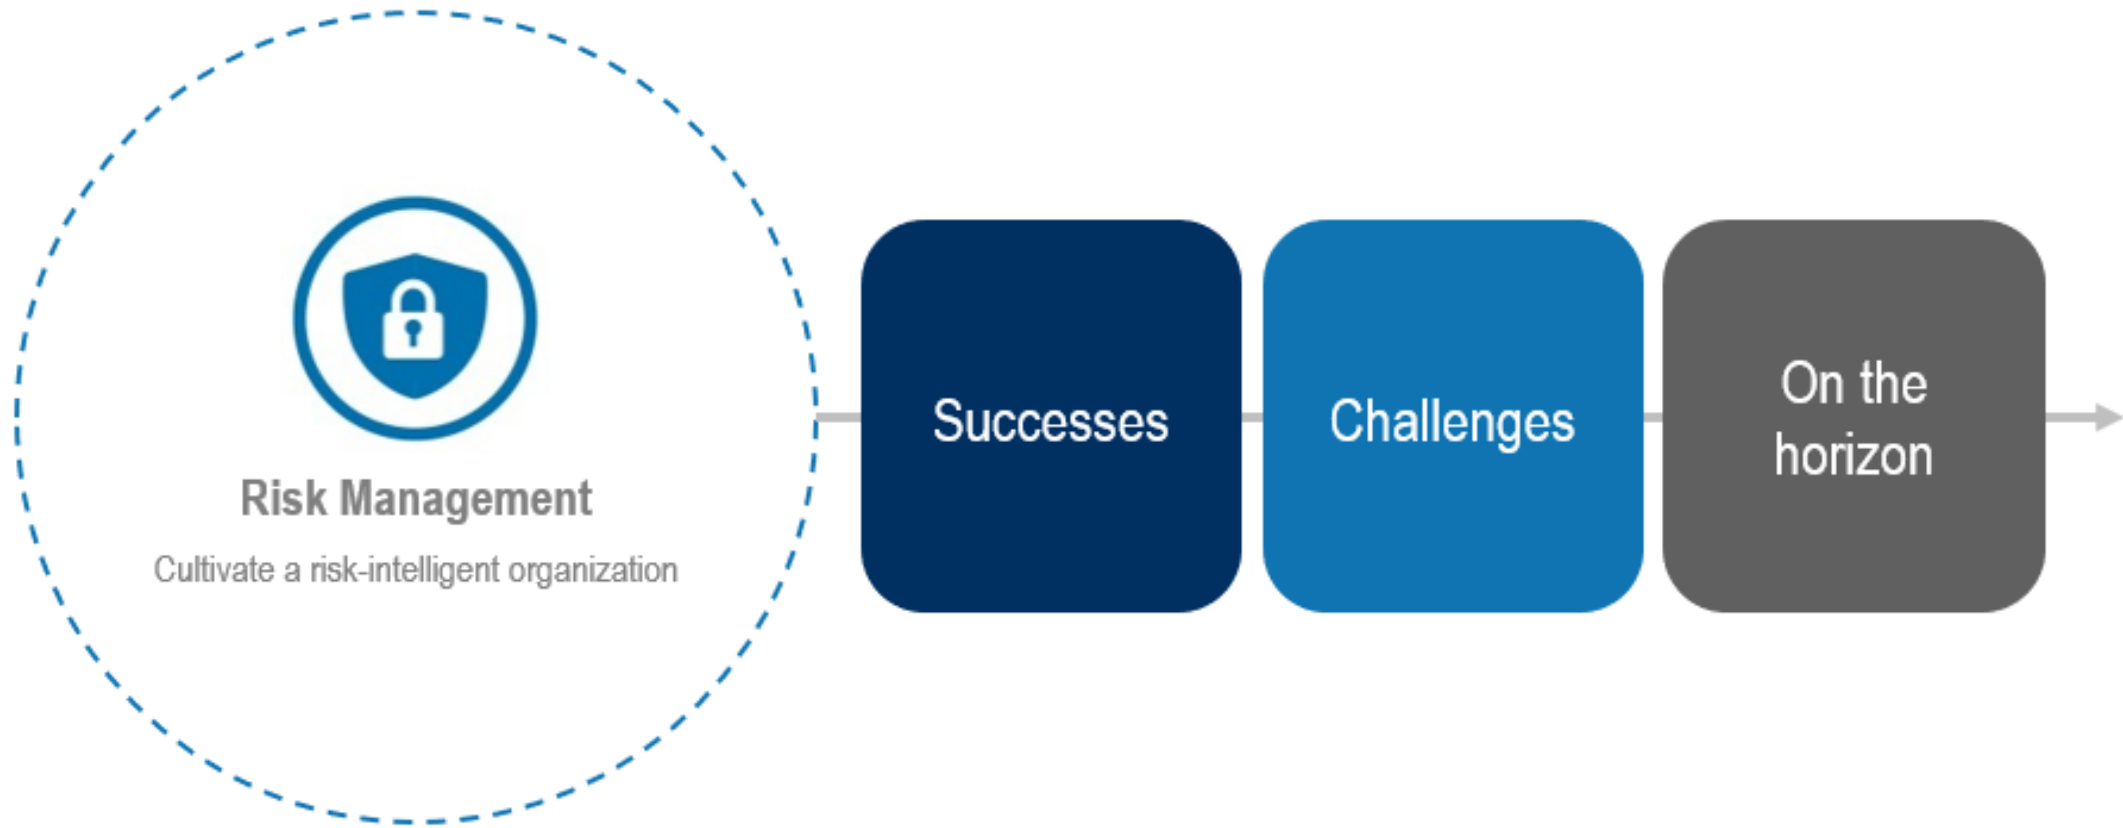 Risk Management
Cultivate a risk-intelligent organization
Successes
Challenges
On the
horizon